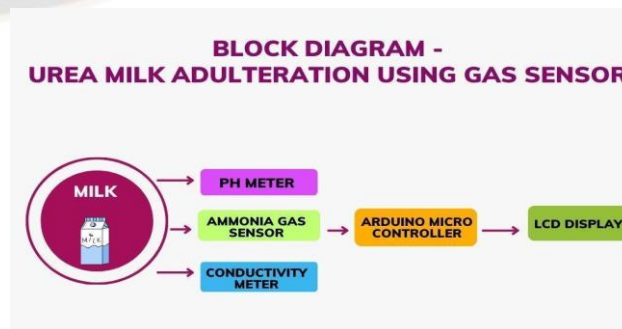 BLOCK DIAGRAM -
UREA MILK ADULTERATION USING GAS SENSOR
MILK
MILK
PH METER
AMMONIA GAS
SENSOR
CONDUCTIVITY
METER
ARDUINO MICRO
CONTROLLER
LCD DISPLAY